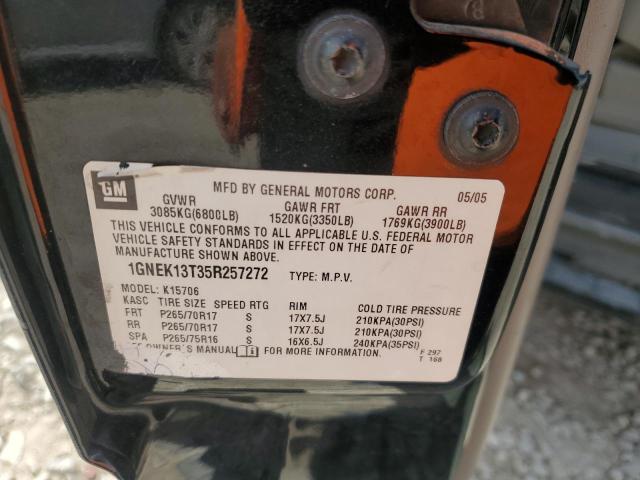 GM
MFD BY GENERAL MOTORS CORP. 05/05
GVWR GAWR FRT GAWR RR
3085KG(6800LB) 1520KG(3350LB) 1769KG(3900LB)
THIS VEHICLE CONFORMS TO ALL APPLICABLE U.S. FEDERAL MOTOR
VEHICLE SAFETY STANDARDS IN EFFECT ON THE DATE OF
MANUFACTURE SHOWN ABOVE.
1GNEK13T35R257272 TYPE: M.P.V.
MODEL: K15706
KASC TIRE SIZE SPEED RTG RIM COLD TIRE PRESSURE
FRT P265/70R17 S 17X7.5J 210KPA(30PSI)
RR P265/70R17 S 17X7.5J 210KPA(30PSI)
SPA P265/75R16 S 16X6.5J 240KPA(35PSI)
OWNER'S MANUAL FOR MORE INFORMATION. F 297
T 168